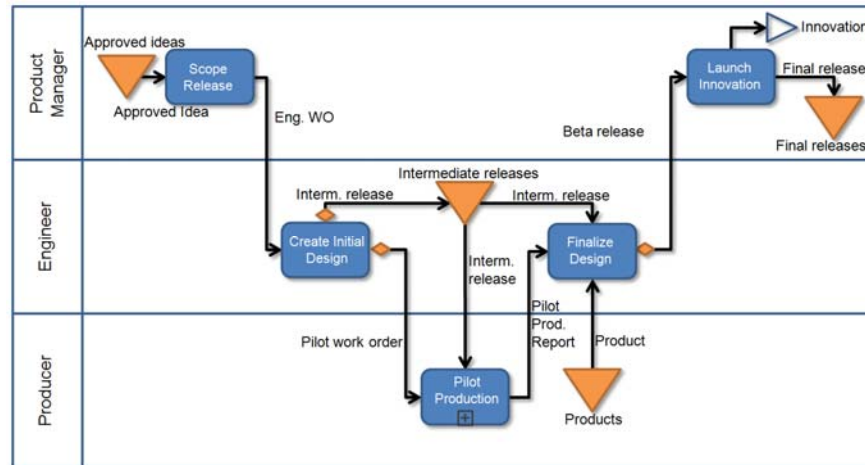 Product
Manager
Approved ideas
Scope
Release
Approved Idea
Eng. WO
Launch
Innovation
Innovation
Final release
Final releases
Beta release
Engineer
Intermediate releases
Interm. release
Interm. release
Create Initial
Design
Interm.
release
Finalize
Design
Pilot
Prod.
Report
Producer
Pilot work order
Product
Pilot
Production
Products